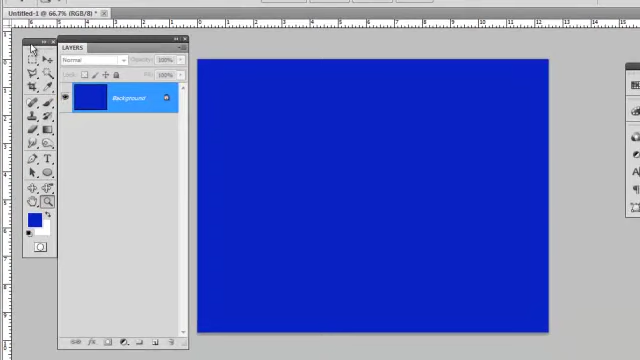 Untitled-1 @ 66.7% (RGB/8) *
LAYERS
Normal
Opacity: 100%
Lock:
Fill: 100%
Background